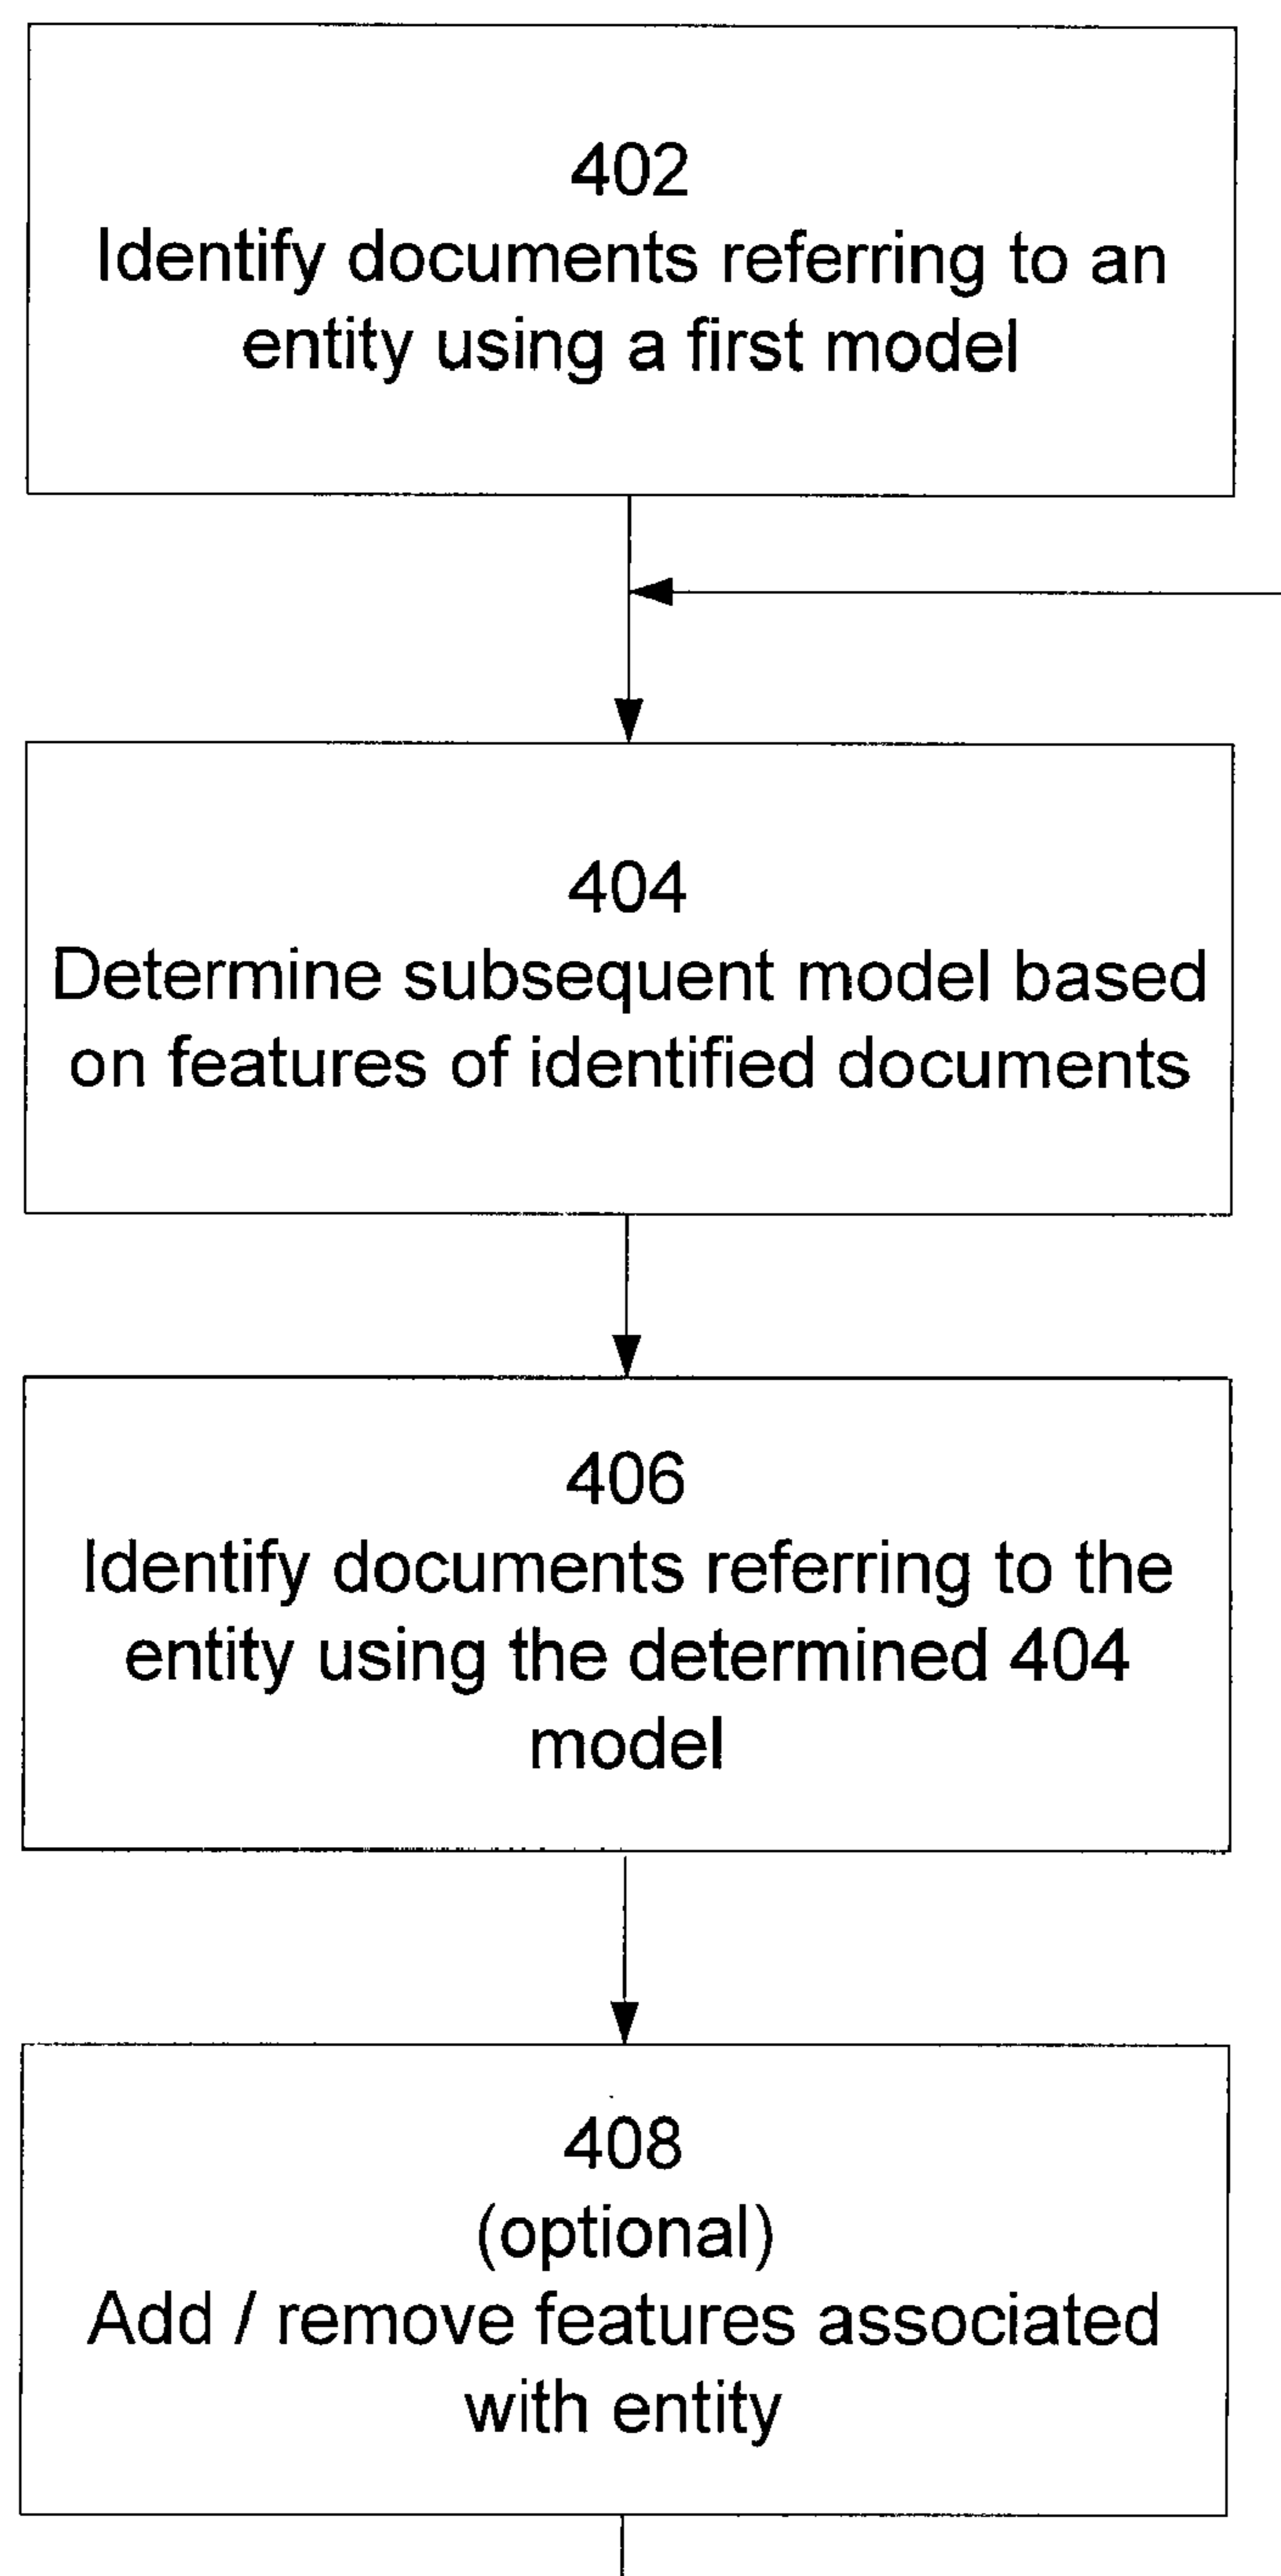 402
Identify documents referring to an
entity using a first model
404
Determine subsequent model based
on features of identified documents
406
Identify documents referring to the
entity using the determined 404
model
408
(optional)
Add / remove features associated
with entity